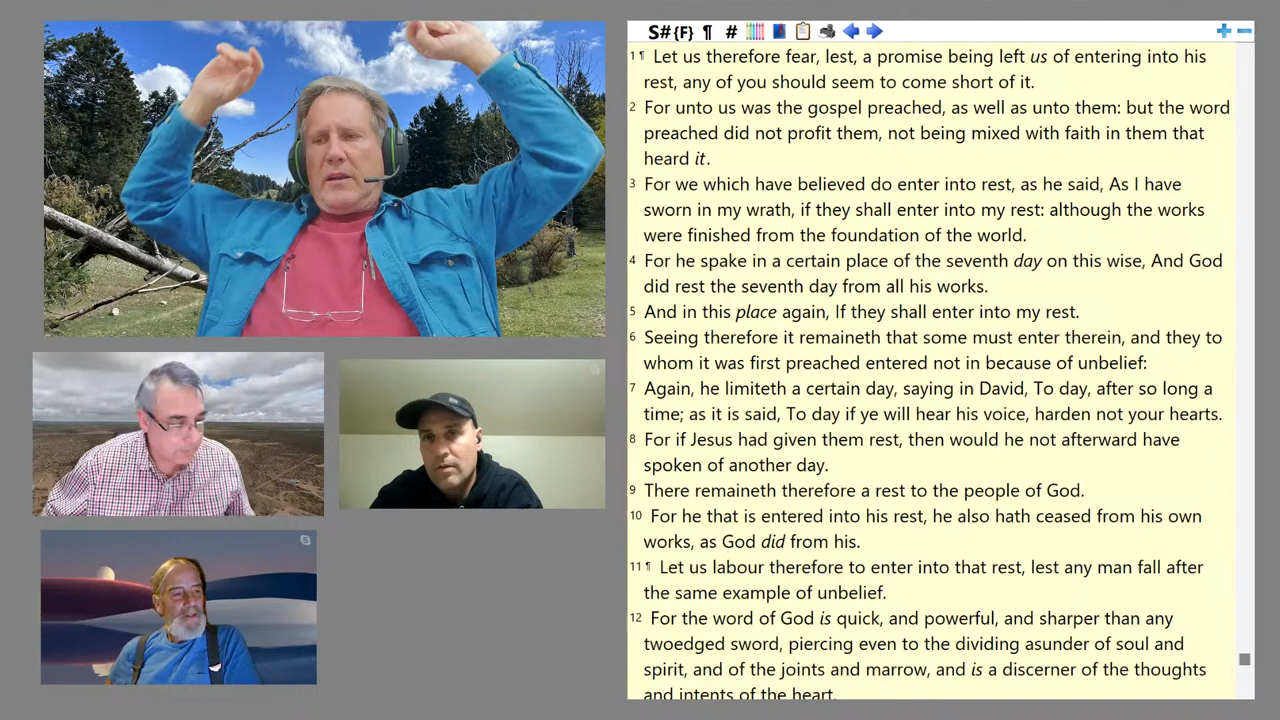 S# {F} ¶ #
1 ¶ Let us therefore fear, lest, a promise being left us of entering into his
rest, any of you should seem to come short of it.
2 For unto us was the gospel preached, as well as unto them: but the word
preached did not profit them, not being mixed with faith in them that
heard it.
3 For we which have believed do enter into rest, as he said, As I have
sworn in my wrath, if they shall enter into my rest: although the works
were finished from the foundation of the world.
4 For he spake in a certain place of the seventh day on this wise, And God
did rest the seventh day from all his works.
5 And in this place again, If they shall enter into my rest.
6 Seeing therefore it remaineth that some must enter therein, and they to
whom it was first preached entered not in because of unbelief:
7 Again, he limiteth a certain day, saying in David, To day, after so long a
time; as it is said, To day if ye will hear his voice, harden not your hearts.
8 For if Jesus had given them rest, then would he not afterward have
spoken of another day.
9 There remaineth therefore a rest to the people of God.
10 For he that is entered into his rest, he also hath ceased from his own
works, as God did from his.
11 ¶ Let us labour therefore to enter into that rest, lest any man fall after
the same example of unbelief.
12 For the word of God is quick, and powerful, and sharper than any
twoedged sword, piercing even to the dividing asunder of soul and
spirit, and of the joints and marrow, and is a discerner of the thoughts
and intents of the heart.